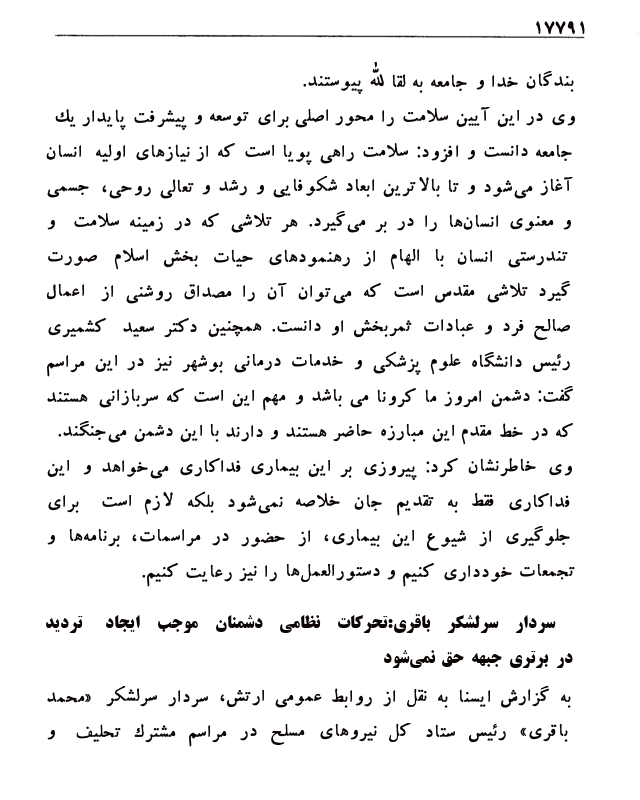 ۱۷۷۹۱
بندگان خدا و جامعه به لقا لله پیوستند.
وی در این آیین سلامت را محور اصلی برای توسعه و پیشرفت پایدار یك
جامعه دانست و افزود: سلامت راهی پویا است که از نیازهای اولیه انسان
آغاز می‌شود و تا بالاترین ابعاد شکوفایی و رشد و تعالی روحی، جسمی
و معنوی انسان‌ها را در بر می‌گیرد. هر تلاشی که در زمینه سلامت و
تندرستی انسان با الهام از رهنمودهای حیات بخش اسلام صورت
گیرد تلاشی مقدس است که می‌توان آن را مصداق روشنی از اعمال
صالح فرد و عبادات ثمربخش او دانست. همچنین دکتر سعید کشمیری
رئیس دانشگاه علوم پزشکی و خدمات درمانی بوشهر نیز در این مراسم
گفت: دشمن امروز ما کرونا می باشد و مهم این است که سربازانی هستند
که در خط مقدم این مبارزه حاضر هستند و دارند با این دشمن می‌جنگند.
وی خاطرنشان کرد: پیروزی بر این بیماری فداکاری می‌خواهد و این
فداکاری فقط به تقدیم جان خلاصه نمی‌شود بلکه لازم است برای
جلوگیری از شیوع این بیماری، از حضور در مراسمات، برنامه‌ها و
تجمعات خودداری کنیم و دستورالعمل‌ها را نیز رعایت کنیم.
سردار سرلشکر باقری:تحرکات نظامی دشمنان موجب ایجاد تردید
در برتری جبهه حق نمی‌شود
به گزارش ایسنا به نقل از روابط عمومی ارتش، سردار سرلشکر «محمد
باقری» رئیس ستاد کل نیروهای مسلح در مراسم مشترك تحلیف و